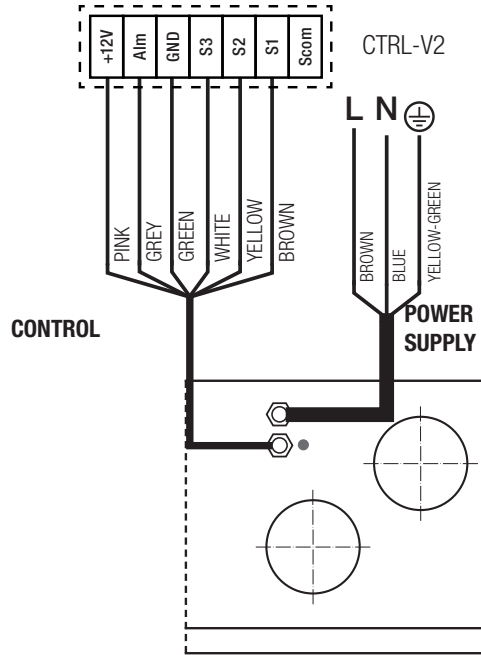 +12V
Alm
GND
S3
S2
S1
Scom
CTRL-V2
L N
PINK
GREY
GREEN
WHITE
YELLOW
BROWN
BROWN
BLUE
YELLOW-GREEN
CONTROL
POWER
SUPPLY